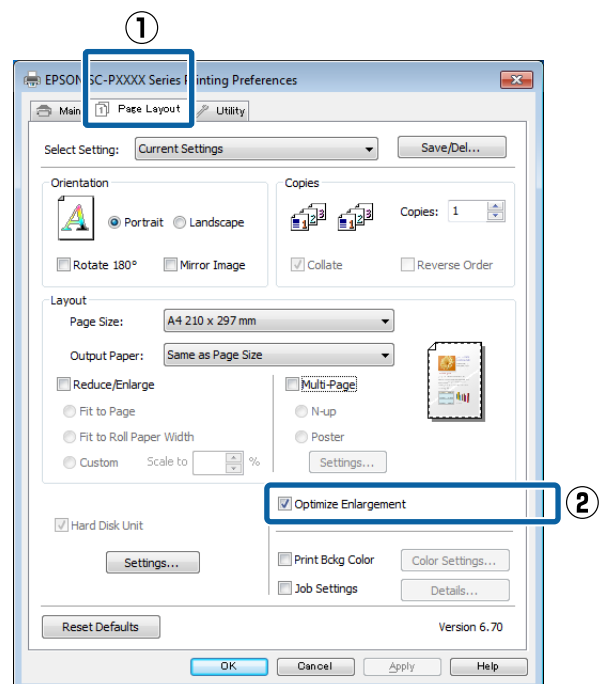 ①
EPSON SC-PXXXX Series Printing Preferences
Main Page Layout Utility
Select Setting: Current Settings Save/Del...
Orientation
Portrait Landscape
Rotate 180° Mirror Image
Copies
Copies: 1
Collate Reverse Order
Layout
Page Size: A4 210 x 297 mm
Output Paper: Same as Page Size
Reduce/Enlarge
Fit to Page
Fit to Roll Paper Width
Custom Scale to %
Multi-Page
N-up
Poster
Settings...
Optimize Enlargement
②
Hard Disk Unit
Settings...
Print Bckg Color Color Settings...
Job Settings Details...
Reset Defaults Version 6.70
OK Cancel Apply Help